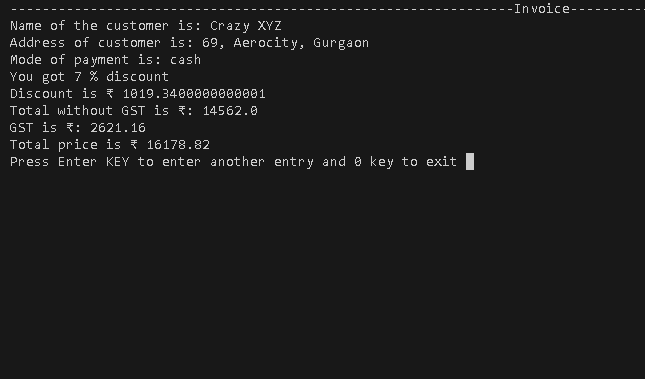 ---------------------------------------------------------------Invoice----------
Name of the customer is: Crazy XYZ
Address of customer is: 69, Aerocity, Gurgaon
Mode of payment is: cash
You got 7 % discount
Discount is ₹ 1019.3400000000001
Total without GST is ₹: 14562.0
GST is ₹: 2621.16
Total price is ₹ 16178.82
Press Enter KEY to enter another entry and 0 key to exit